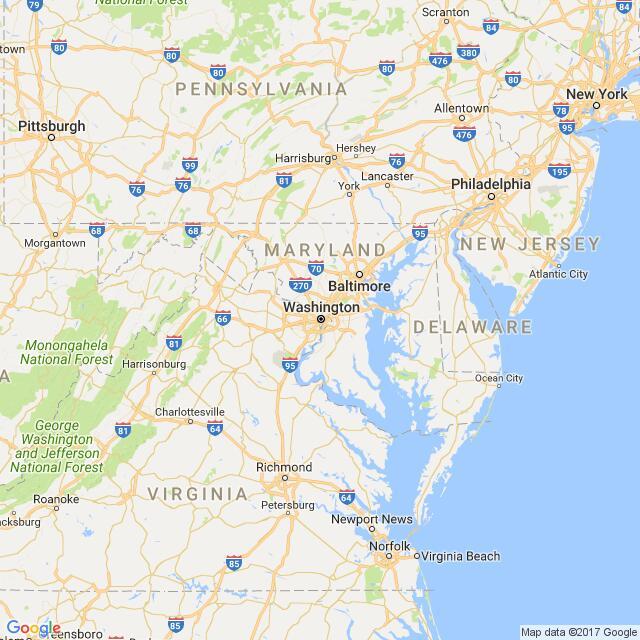 National Forest
Scranton
PENNSYLVANIA
New York
Allentown
Pittsburgh
Hershey
Harrisburg
Lancaster
York
Philadelphia
Morgantown
MARYLAND
NEW JERSEY
Atlantic City
Baltimore
Washington
DELAWARE
Monongahela
National Forest
Harrisonburg
Ocean City
Charlottesville
George
Washington
and Jefferson
National Forest
Richmond
Roanoke
VIRGINIA
Petersburg
Newport News
Norfolk
Virginia Beach
Google
Map data ©2017 Google
79
80
80
80
476
380
84
84
80
80
78
95
476
99
76
76
81
76
195
68
68
95
70
270
66
81
95
81
64
64
85
85